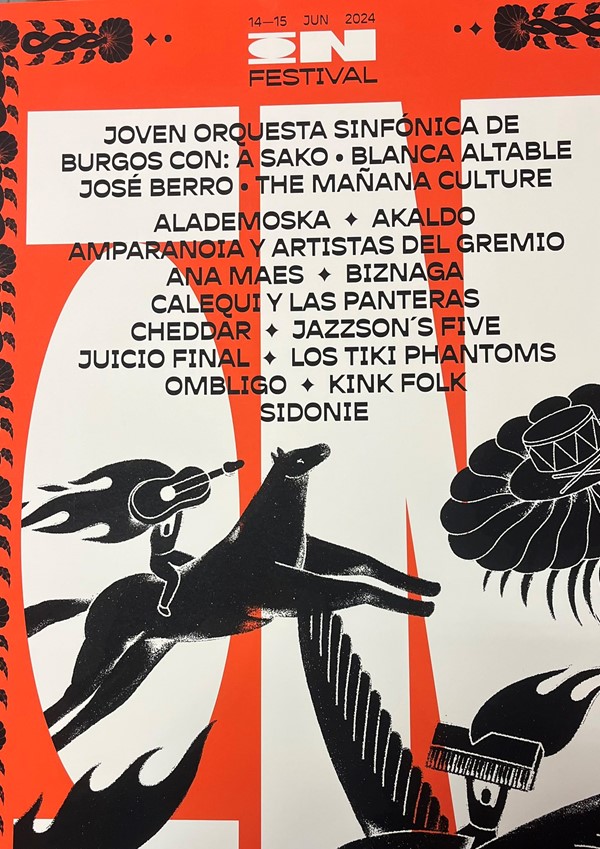 14—15 JUN 2024
IN
FESTIVAL
JOVEN ORQUESTA SINFÓNICA DE
BURGOS CON: A SAKO • BLANCA ALTABLE
JOSÉ BERRO • THE MAÑANA CULTURE
ALADEMOSKA ✦ AKALDO
AMPARANOIA Y ARTISTAS DEL GREMIO
ANA MAES ✦ BIZNAGA
CALEQUI Y LAS PANTERAS
CHEDDAR ✦ JAZZSON´S FIVE
JUICIO FINAL ✦ LOS TIKI PHANTOMS
OMBLIGO ✦ KINK FOLK
SIDONIE